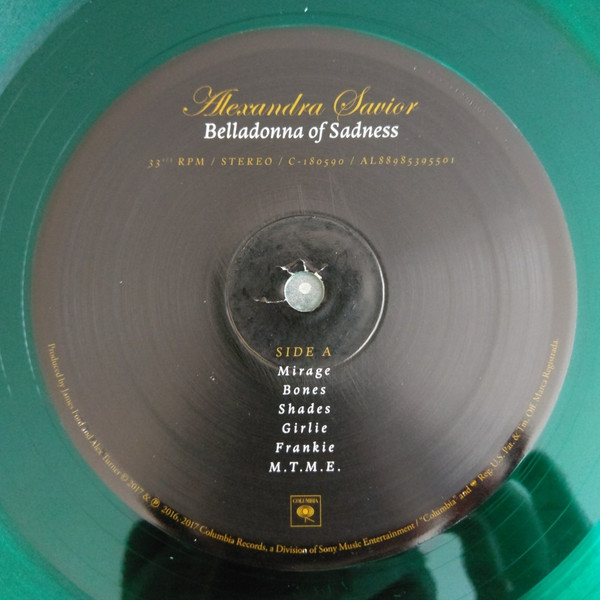 Alexandra Savior
Belladonna of Sadness
33 1/3 RPM / STEREO / C-180590 / AL88985395501
SIDE A
Mirage
Bones
Shades
Girlie
Frankie
M.T.M.E.
COLUMBIA
Produced by James Ford and Alex Turner © 2017 & ℗ 2016, 2017 Columbia Records, a Division of Sony Music Entertainment / "Columbia" and Reg. U.S. Pat. & Tm. Off. Marca Registrada.